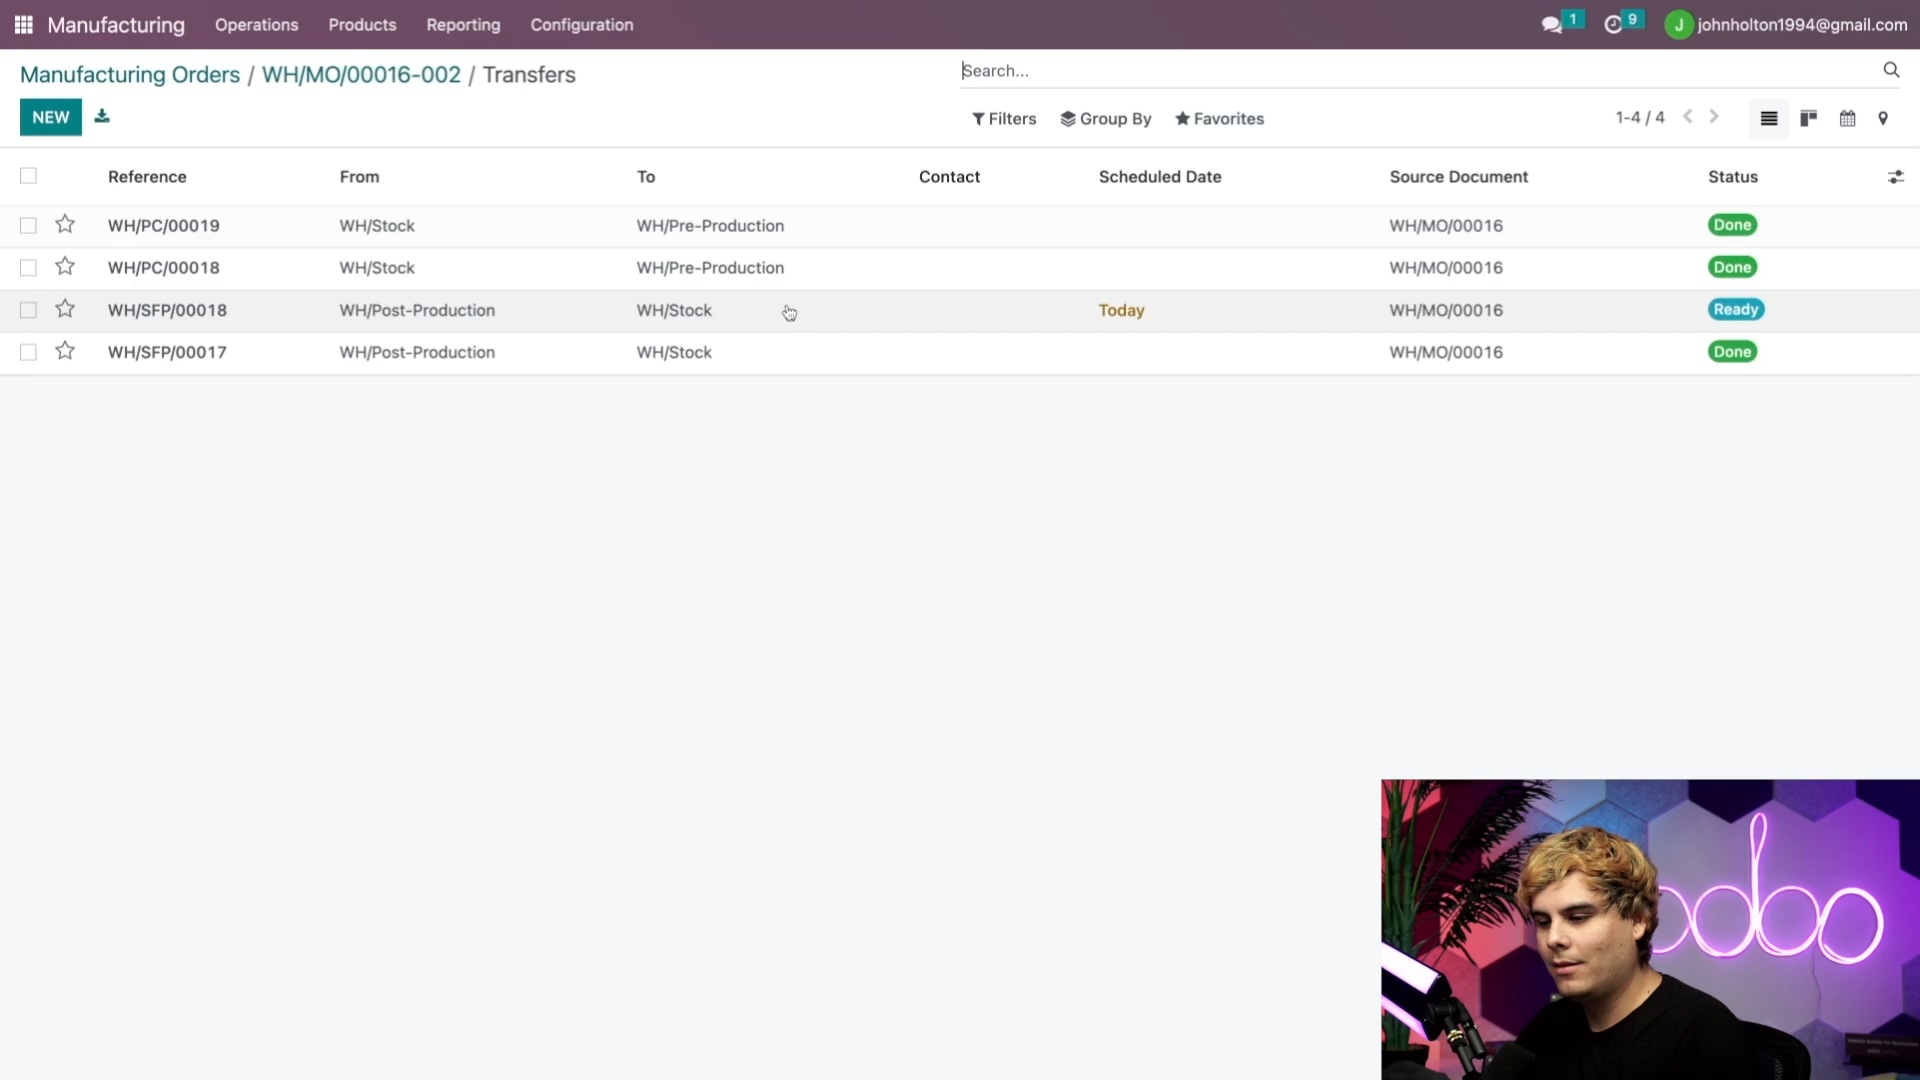 Manufacturing Operations Products Reporting Configuration 1 9 J johnholton1994@gmail.com
Manufacturing Orders / WH/MO/00016-002 / Transfers Search...
NEW Filters Group By Favorites 1-4 / 4
Reference From To Contact Scheduled Date Source Document Status
WH/PC/00019 WH/Stock WH/Pre-Production WH/MO/00016 Done
WH/PC/00018 WH/Stock WH/Pre-Production WH/MO/00016 Done
WH/SFP/00018 WH/Post-Production WH/Stock Today WH/MO/00016 Ready
WH/SFP/00017 WH/Post-Production WH/Stock WH/MO/00016 Done
odoo